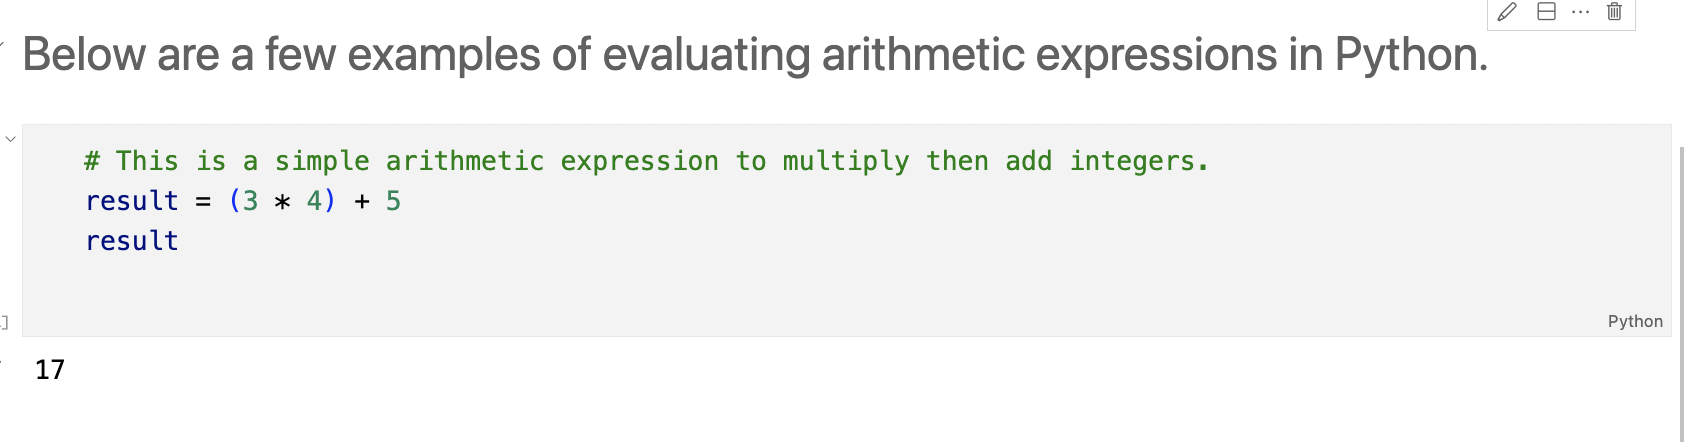 Below are a few examples of evaluating arithmetic expressions in Python.
# This is a simple arithmetic expression to multiply then add integers.
result = (3 * 4) + 5
result
]
Python
17